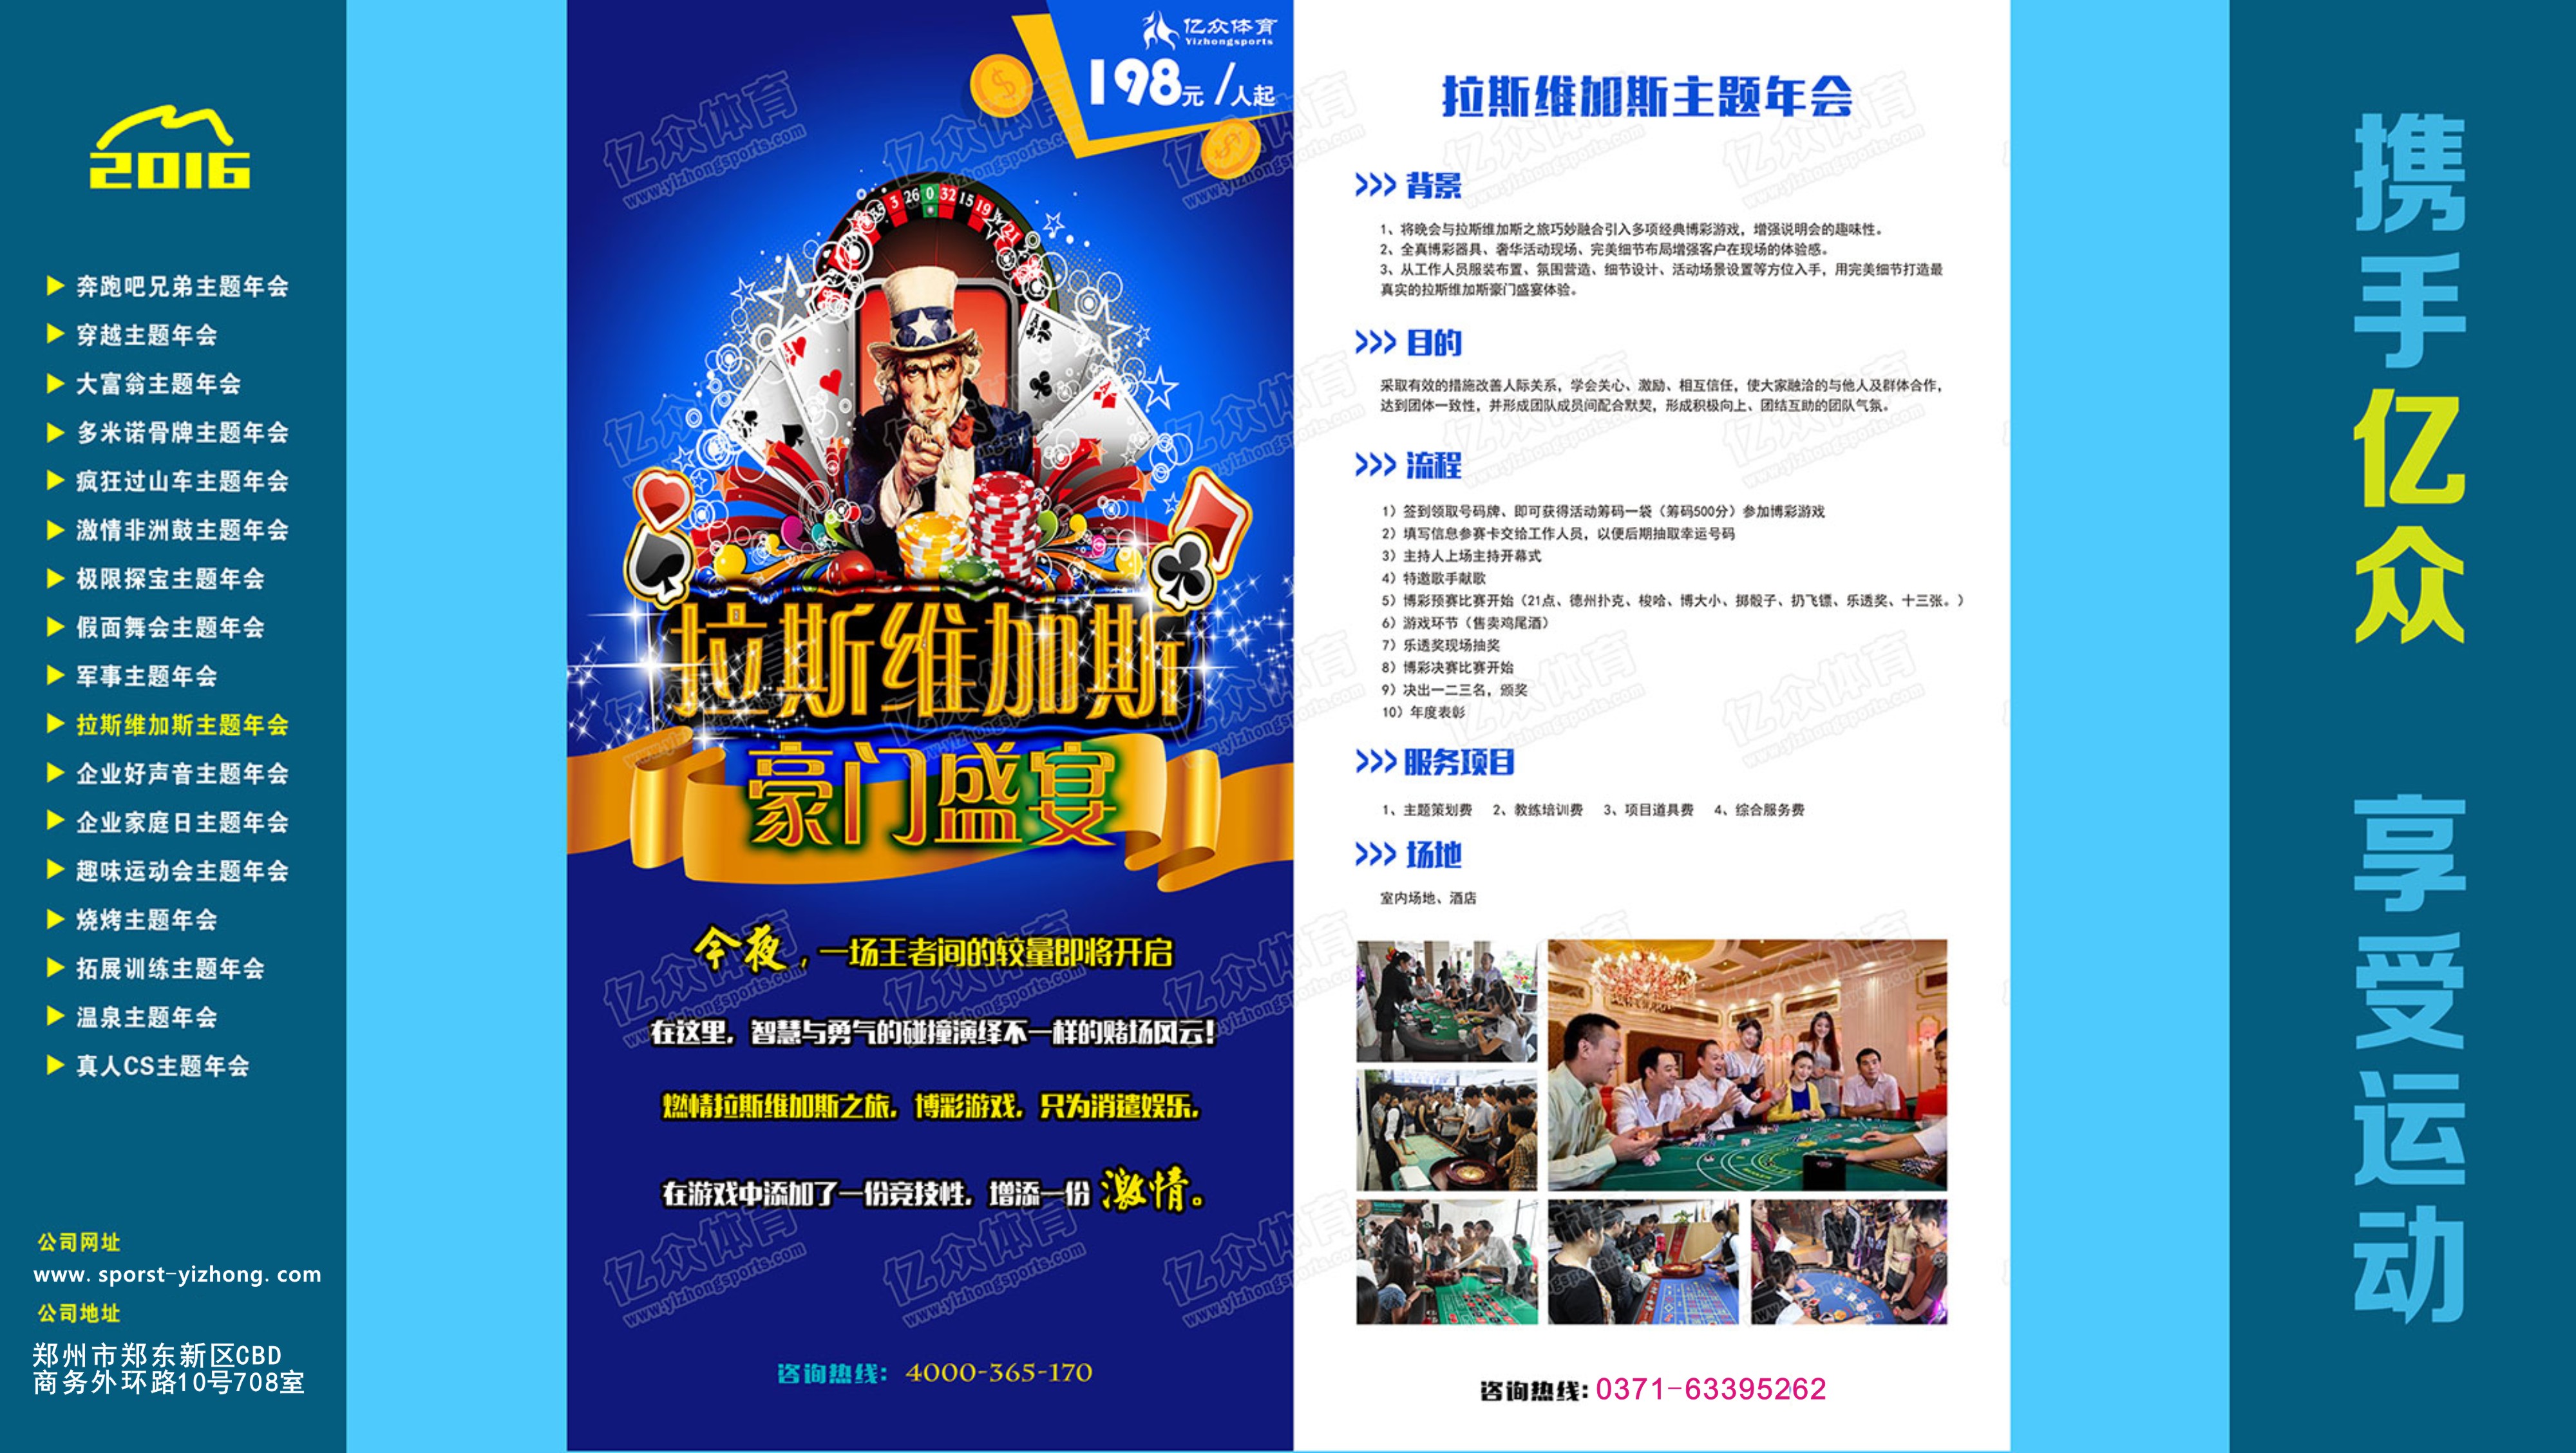 2016
奔跑吧兄弟主题年会
穿越主题年会
大富翁主题年会
多米诺骨牌主题年会
疯狂过山车主题年会
激情非洲鼓主题年会
极限探宝主题年会
假面舞会主题年会
军事主题年会
拉斯维加斯主题年会
企业好声音主题年会
企业家庭日主题年会
趣味运动会主题年会
烧烤主题年会
拓展训练主题年会
温泉主题年会
真人CS主题年会
公司网址
www.sporst-yizhong.com
公司地址
郑州市郑东新区CBD
商务外环路10号708室
亿众体育
Yizhongsports
198元/人起
3 26 0 32 15 19 21
拉斯维加斯
豪门盛宴
今夜，一场王者间的较量即将开启
在这里，智慧与勇气的碰撞演绎不一样的赌场风云！
燃情拉斯维加斯之旅，博彩游戏，只为消遣娱乐，
在游戏中添加了一份竞技性，增添一份激情。
咨询热线：4000-365-170
拉斯维加斯主题年会
>>> 背景
1、将晚会与拉斯维加斯之旅巧妙融合引入多项经典博彩游戏，增强说明会的趣味性。
2、全真博彩器具、奢华活动现场、完美细节布局增强客户在现场的体验感。
3、从工作人员服装布置、氛围营造、细节设计、活动场景设置等方位入手，用完美细节打造最
真实的拉斯维加斯豪门盛宴体验。
>>> 目的
采取有效的措施改善人际关系，学会关心、激励、相互信任，使大家融洽的与他人及群体合作，
达到团体一致性，并形成团队成员间配合默契，形成积极向上、团结互助的团队气氛。
>>> 流程
1）签到领取号码牌、即可获得活动筹码一袋（筹码500分）参加博彩游戏
2）填写信息参赛卡交给工作人员，以便后期抽取幸运号码
3）主持人上场主持开幕式
4）特邀歌手献歌
5）博彩预赛比赛开始（21点、德州扑克、梭哈、博大小、掷骰子、扔飞镖、乐透奖、十三张。）
6）游戏环节（售卖鸡尾酒）
7）乐透奖现场抽奖
8）博彩决赛比赛开始
9）决出一二三名，颁奖
10）年度表彰
>>> 服务项目
1、主题策划费 2、教练培训费 3、项目道具费 4、综合服务费
>>> 场地
室内场地、酒店
咨询热线:0371-63395262
携手亿众 享受运动
亿众体育
www.yizhongsports.com